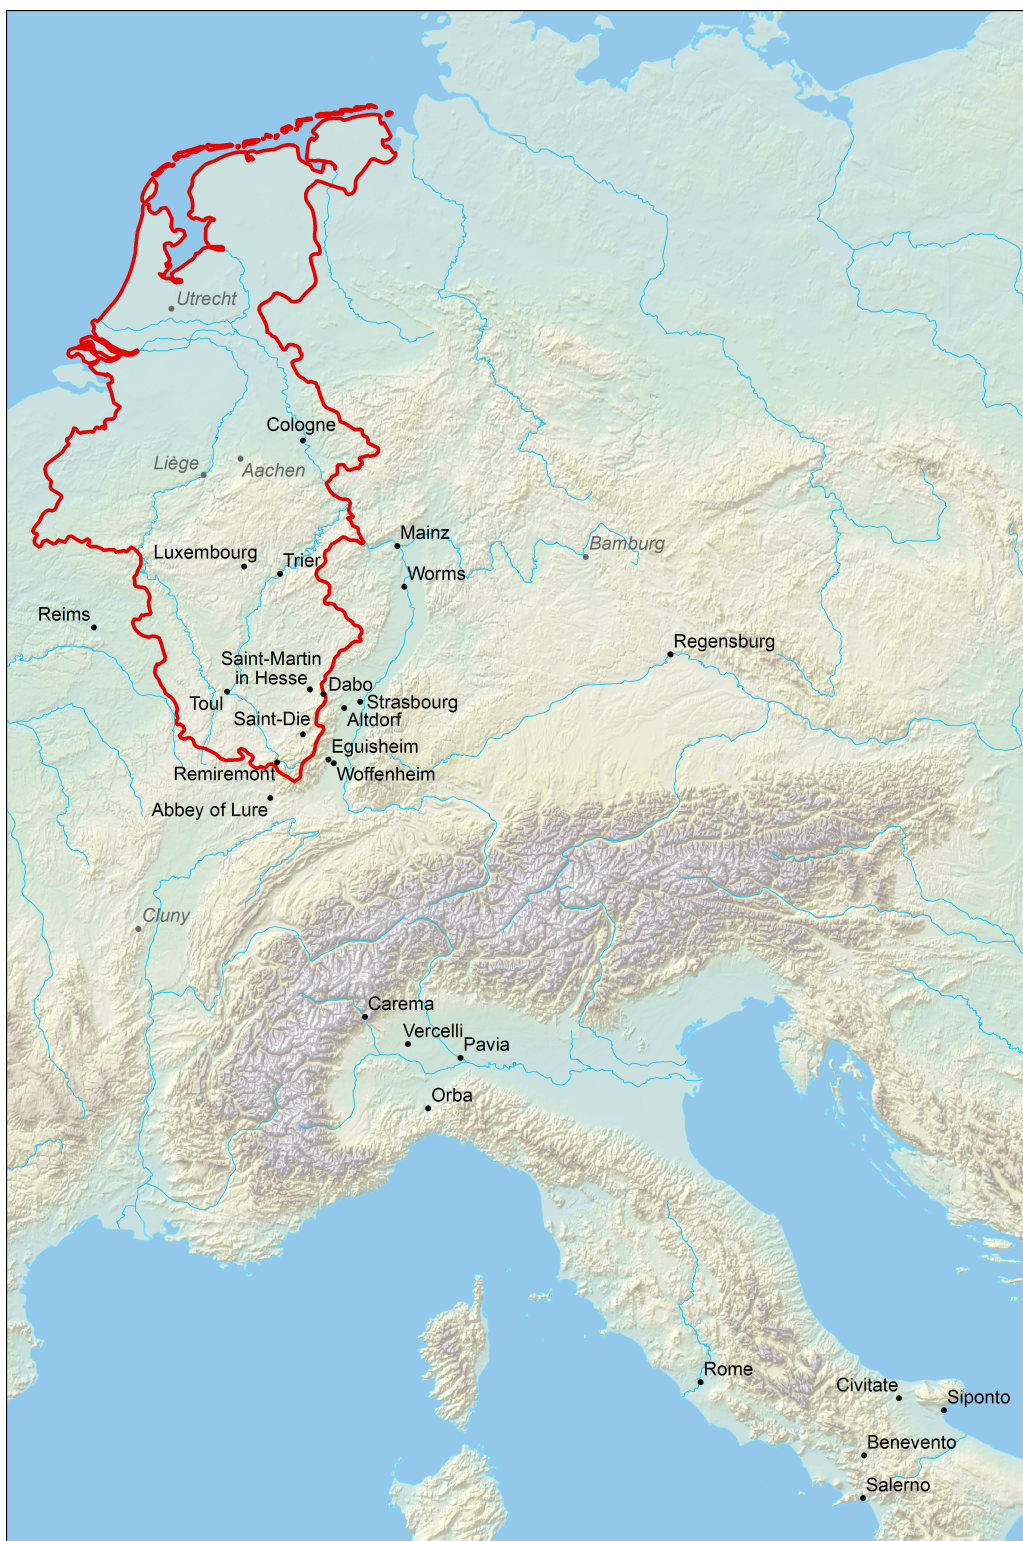 Utrecht
Cologne
Liège
Aachen
Mainz
Bamburg
Luxembourg
Trier
Worms
Reims
Regensburg
Saint-Martin
in Hesse
Dabo
Toul
Strasbourg
Saint-Die
Altdorf
Eguisheim
Remiremont
Woffenheim
Abbey of Lure
Cluny
Carema
Vercelli
Pavia
Orba
Rome
Civitate
Siponto
Benevento
Salerno